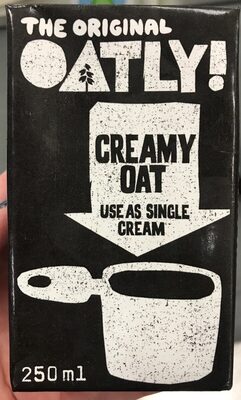 THE ORIGINAL
OATLY!
CREAMY
OAT
USE AS SINGLE
CREAM
250 ml